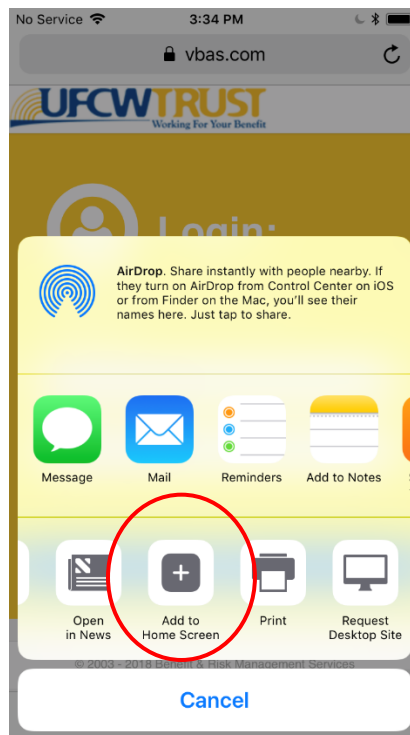 No Service 3:34 PM
vbas.com
UFCWTRUST
Working For Your Benefit
Login:
AirDrop. Share instantly with people nearby. If
they turn on AirDrop from Control Center on iOS
or from Finder on the Mac, you'll see their
names here. Just tap to share.
Message Mail Reminders Add to Notes
Open
in News
Add to
Home Screen
Print
Request
Desktop Site
© 2003 - 2018 Benefit & Risk Management Services
Cancel